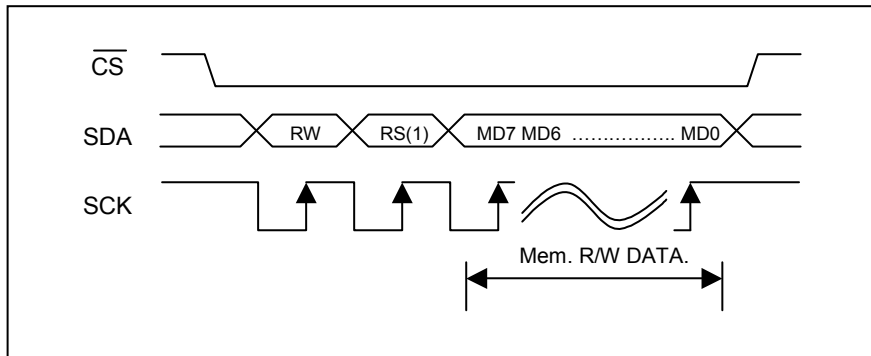 CS
SDA RW RS(1) MD7 MD6 .................. MD0
SCK
Mem. R/W DATA.